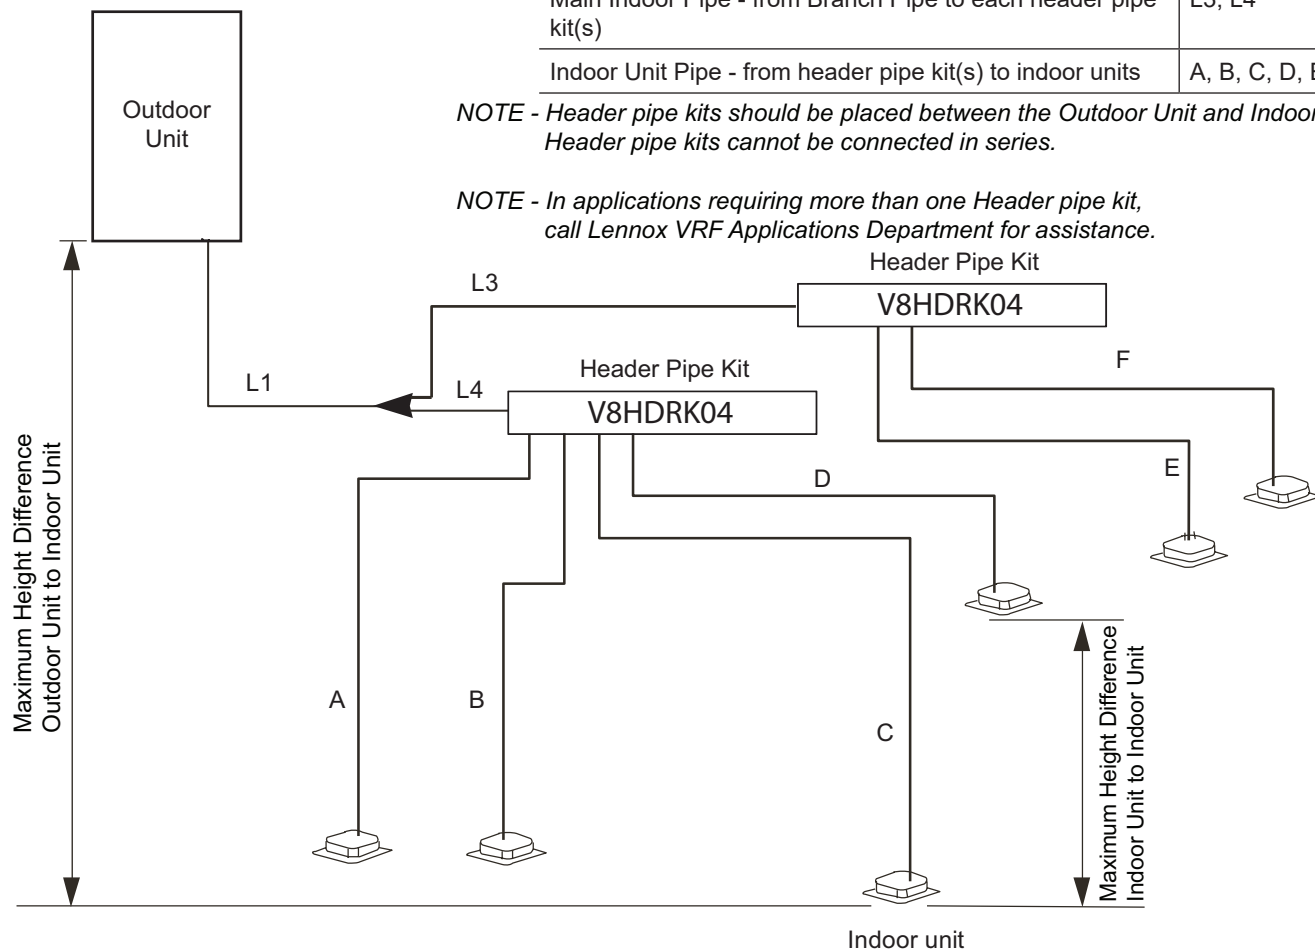 Main Indoor Pipe - from Branch Pipe to each header pipe
kit(s)
L3, L4
Indoor Unit Pipe - from header pipe kit(s) to indoor units
A, B, C, D,
NOTE - Header pipe kits should be placed between the Outdoor Unit and Indoor
Header pipe kits cannot be connected in series.
NOTE - In applications requiring more than one Header pipe kit,
call Lennox VRF Applications Department for assistance.
Outdoor
Unit
Header Pipe Kit
V8HDRK04
L3
F
Header Pipe Kit
V8HDRK04
L1
L4
E
D
A
B
C
Maximum Height Difference
Outdoor Unit to Indoor Unit
Maximum Height Difference
Indoor Unit to Indoor Unit
Indoor unit